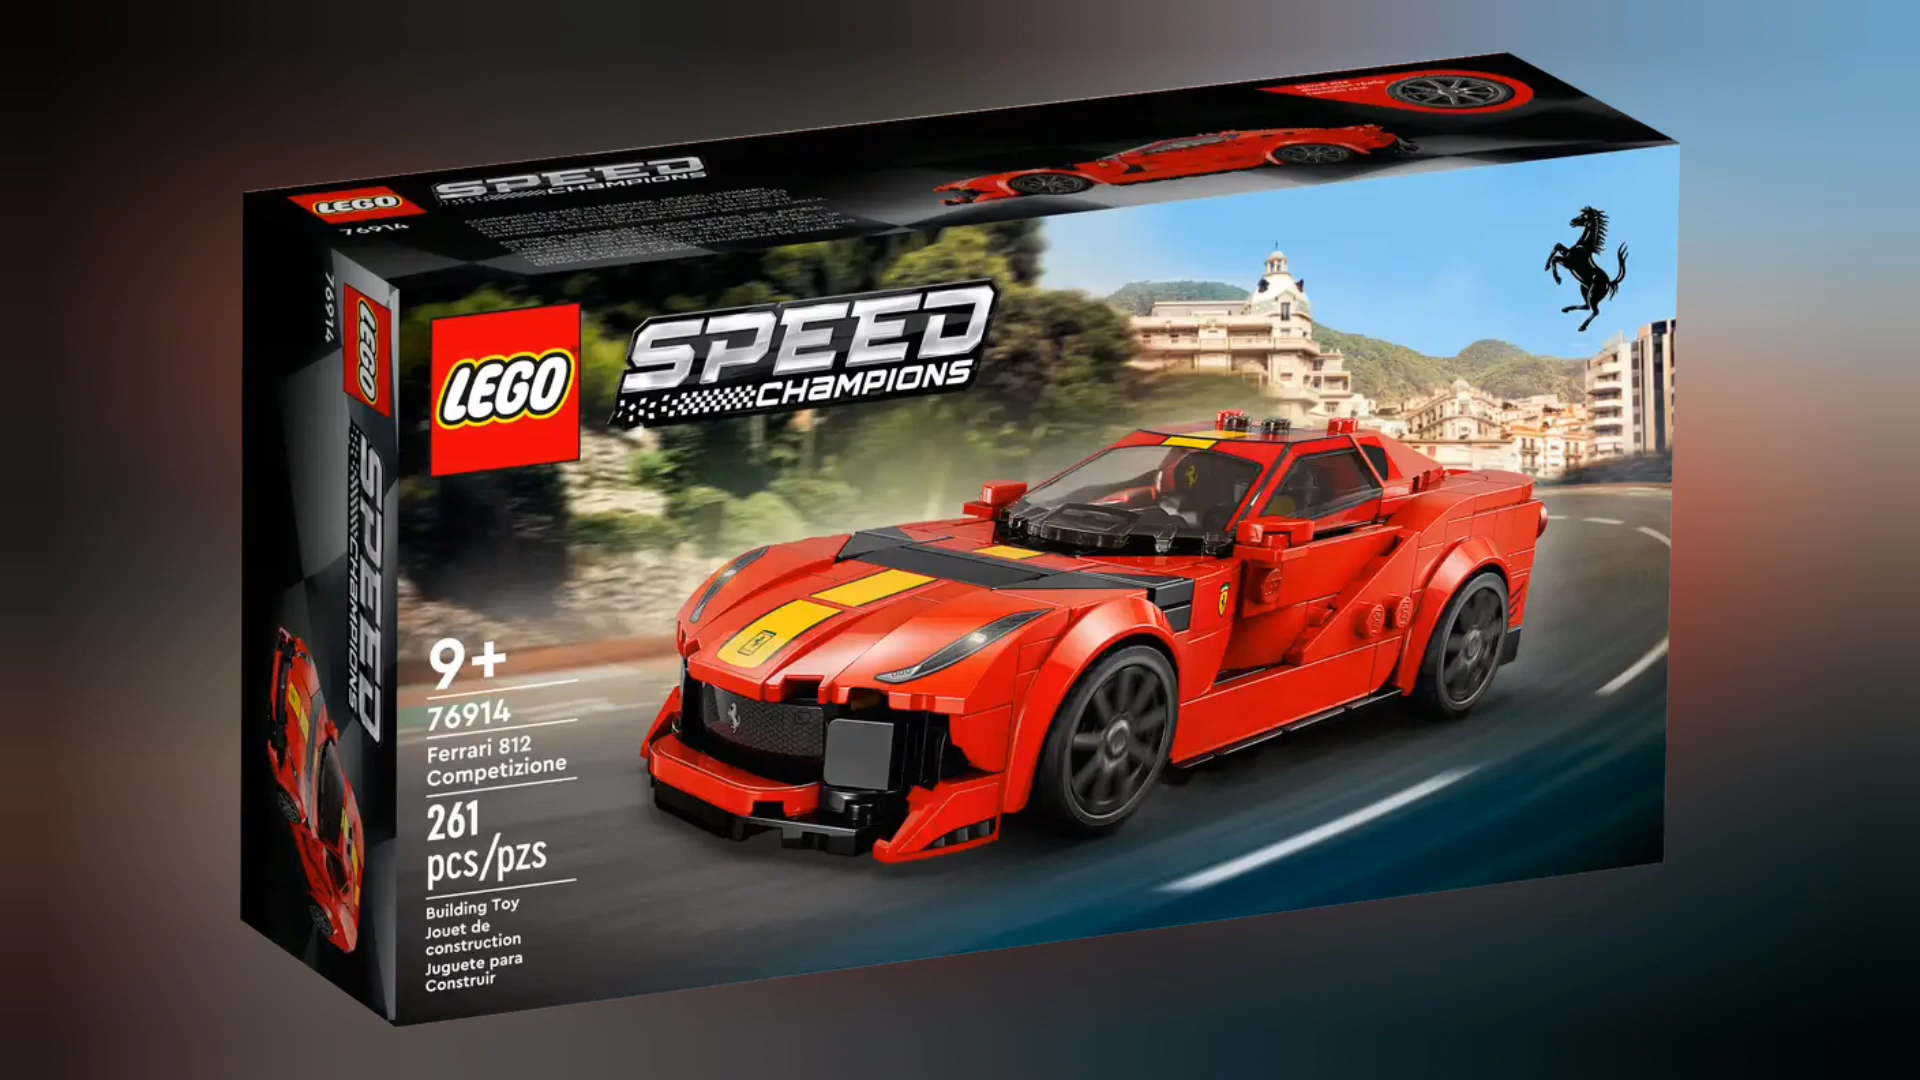 LEGO
76914
SPEED
CHAMPIONS
76914
LEGO
SPEED
CHAMPIONS
LEGO
SPEED
CHAMPIONS
9+
76914
Ferrari 812
Competizione
261
pcs/pzs
Building Toy
Jouet de
construction
Juguete para
Construir